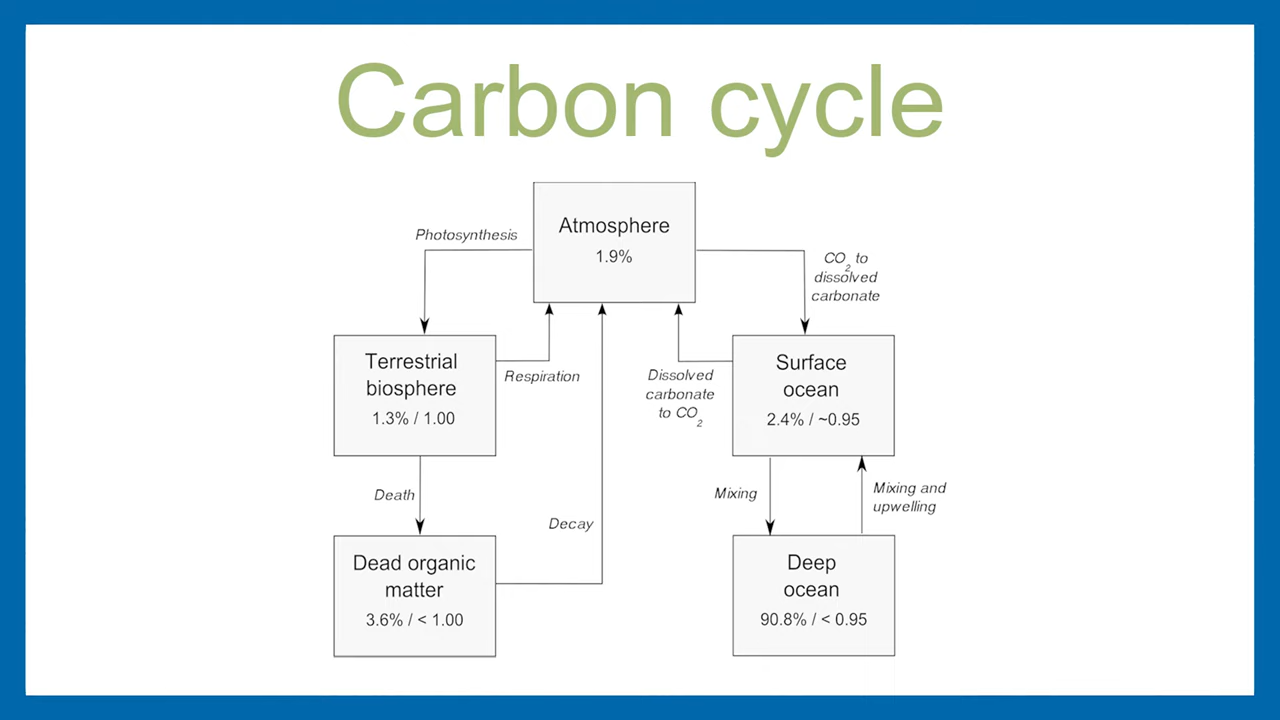 Carbon cycle
Atmosphere
1.9%
Photosynthesis
CO₂ to
dissolved
carbonate
Terrestrial
biosphere
1.3% / 1.00
Respiration
Dissolved
carbonate
to CO₂
Surface
ocean
2.4% / ~0.95
Death
Decay
Mixing
Mixing and
upwelling
Dead organic
matter
3.6% / < 1.00
Deep
ocean
90.8% / < 0.95